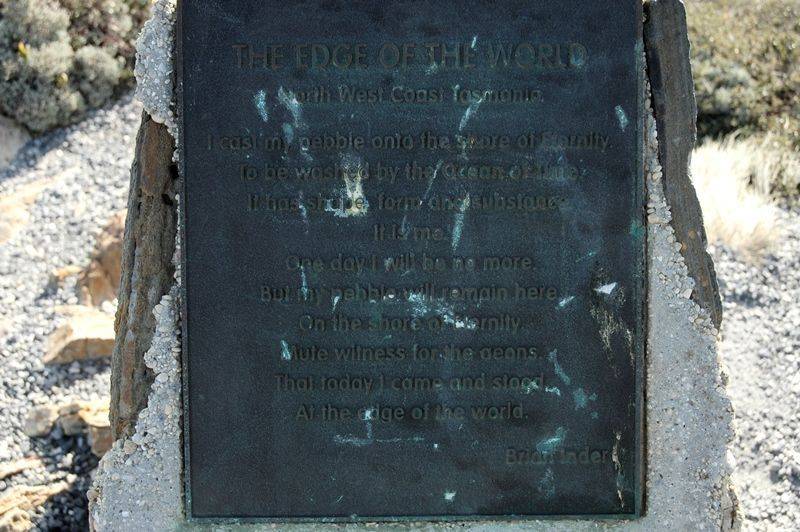 THE EDGE OF THE WORLD
North West Coast Tasmania.
I cast my pebble onto the shore of Eternity.
To be washed by the Ocean of time.
It has shape, form and substance.
It is me.
One day I will be no more.
But my pebble will remain here.
On the shore of eternity.
Mute witness for the aeons.
That today I came and stood
At the edge of the world.
Brian Inder